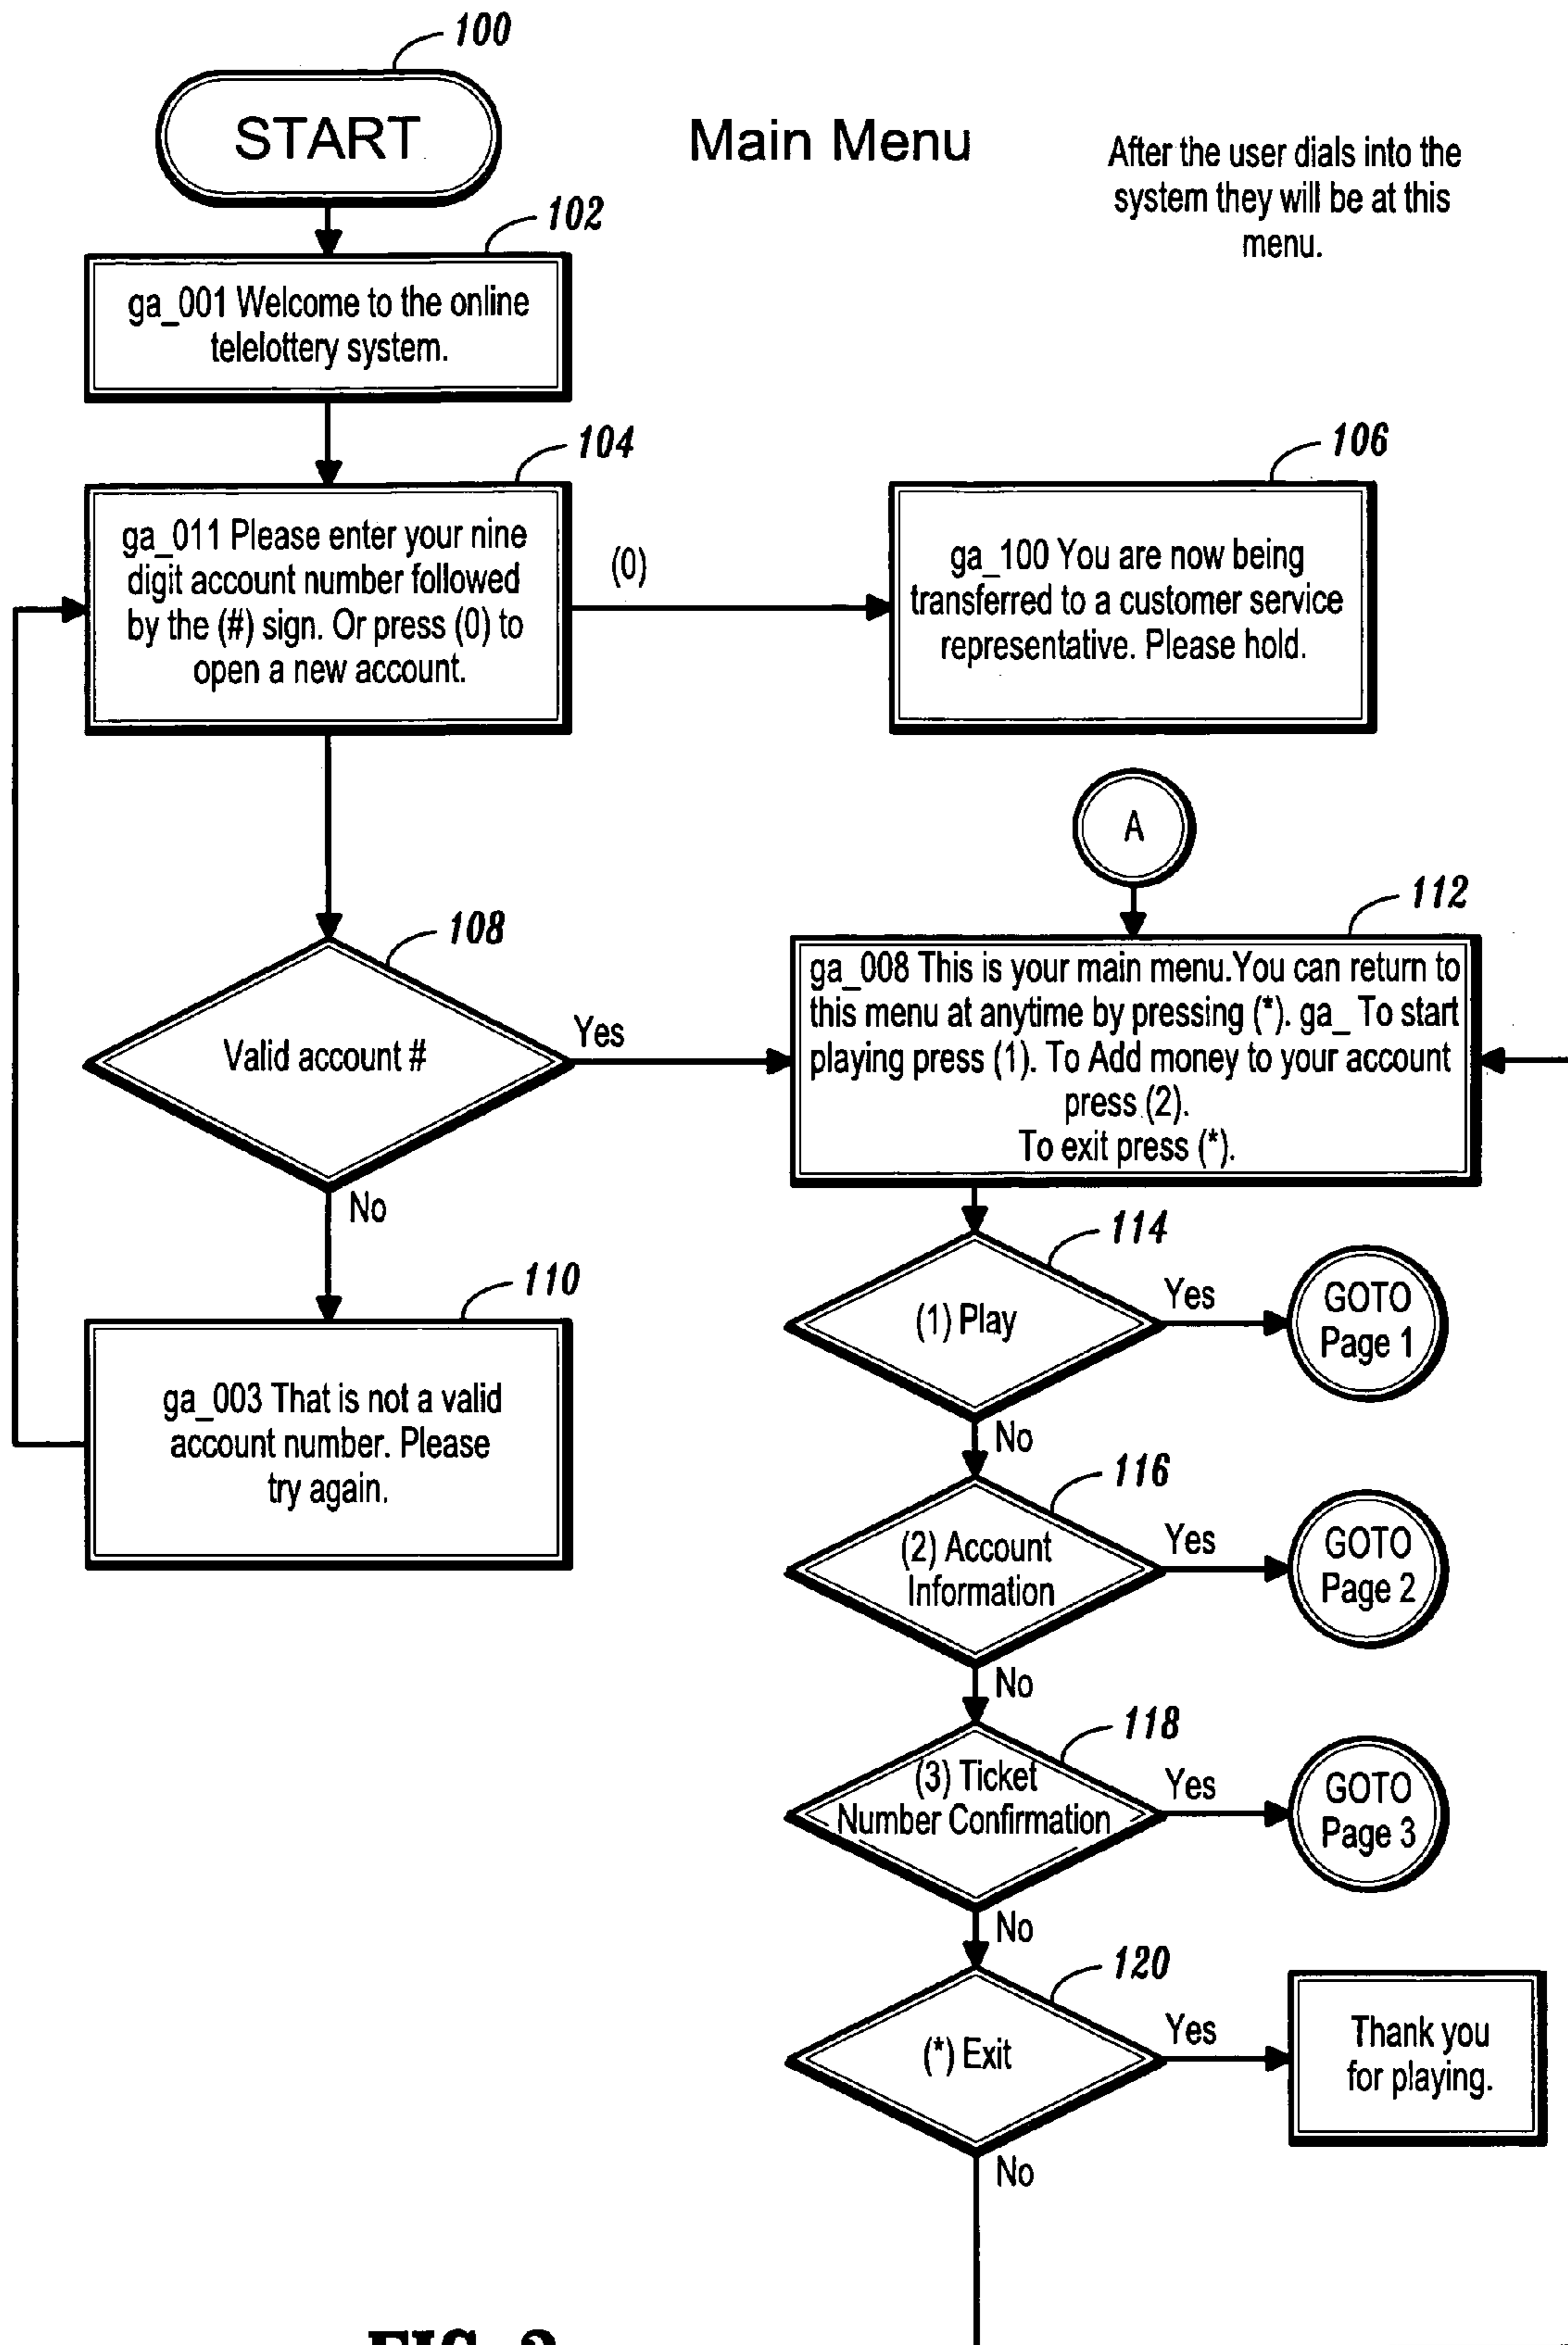 100
START
Main Menu
After the user dials into the
system they will be at this
menu.
102
ga_001 Welcome to the online
telelottery system.
104
ga_011 Please enter your nine
digit account number followed
by the (#) sign. Or press (0) to
open a new account.
(0)
106
ga_100 You are now being
transferred to a customer service
representative. Please hold.
A
108
Valid account #
Yes
No
112
ga_008 This is your main menu.You can return to
this menu at anytime by pressing (*). ga_ To start
playing press (1). To Add money to your account
press (2).
To exit press (*).
110
ga_003 That is not a valid
account number. Please
try again.
114
(1) Play
Yes
GOTO
Page 1
No
116
(2) Account
Information
Yes
GOTO
Page 2
No
118
(3) Ticket
Number Confirmation
Yes
GOTO
Page 3
No
120
(*) Exit
Yes
Thank you
for playing.
No